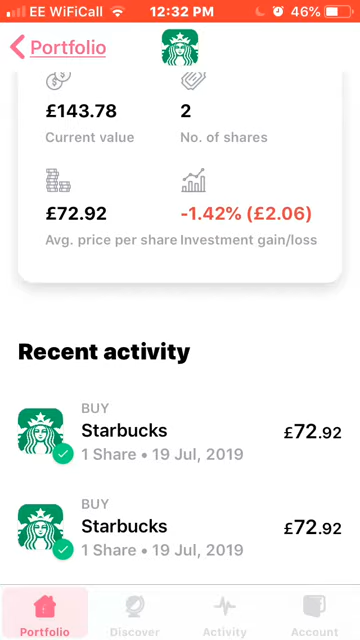 EE WiFiCall 12:32 PM 46%
Portfolio
£143.78 2
Current value No. of shares
£72.92 -1.42% (£2.06)
Avg. price per share Investment gain/loss
Recent activity
BUY
Starbucks £72.92
1 Share • 19 Jul, 2019
BUY
Starbucks £72.92
1 Share • 19 Jul, 2019
Portfolio Discover Activity Account